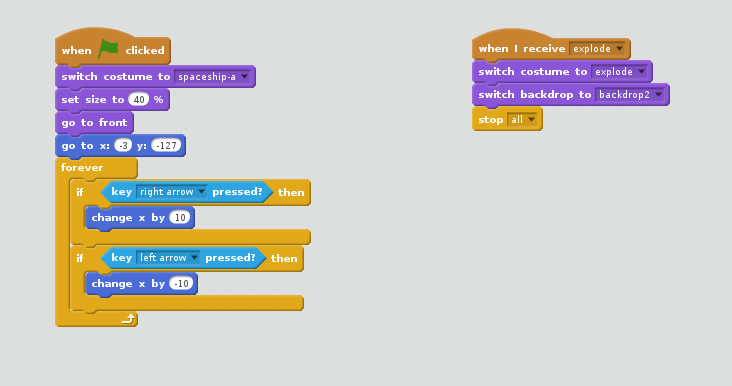 when clicked
switch costume to spaceship-a
set size to 40 %
go to front
go to x: -3 y: -127
forever
if key right arrow pressed? then
change x by 10
if key left arrow pressed? then
change x by -10
when I receive explode
switch costume to explode
switch backdrop to backdrop2
stop all